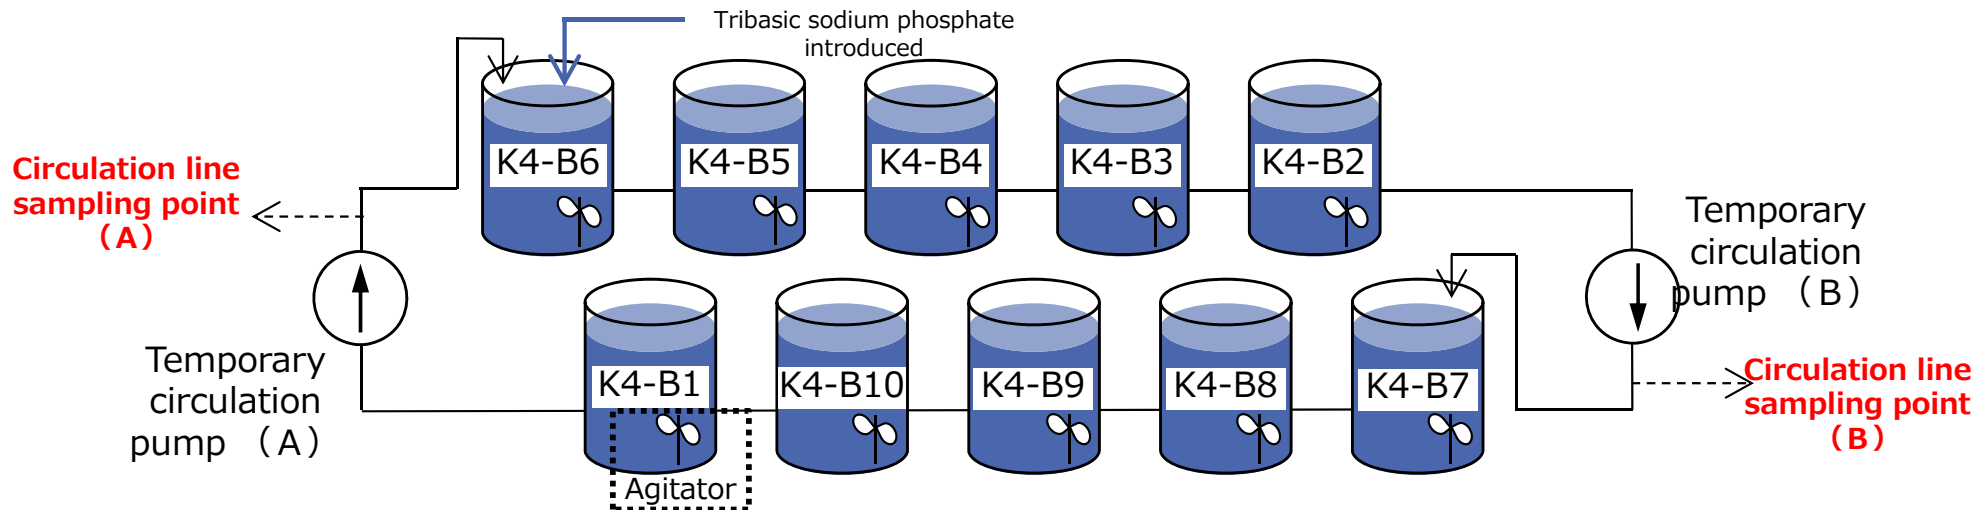 Tribasic sodium phosphate
introduced
K4-B6
K4-B5
K4-B4
K4-B3
K4-B2
Circulation line
sampling point
（A）
Temporary
circulation
pump （B）
K4-B1
K4-B10
K4-B9
K4-B8
K4-B7
Temporary
circulation
pump （A）
Circulation line
sampling point
（B）
Agitator